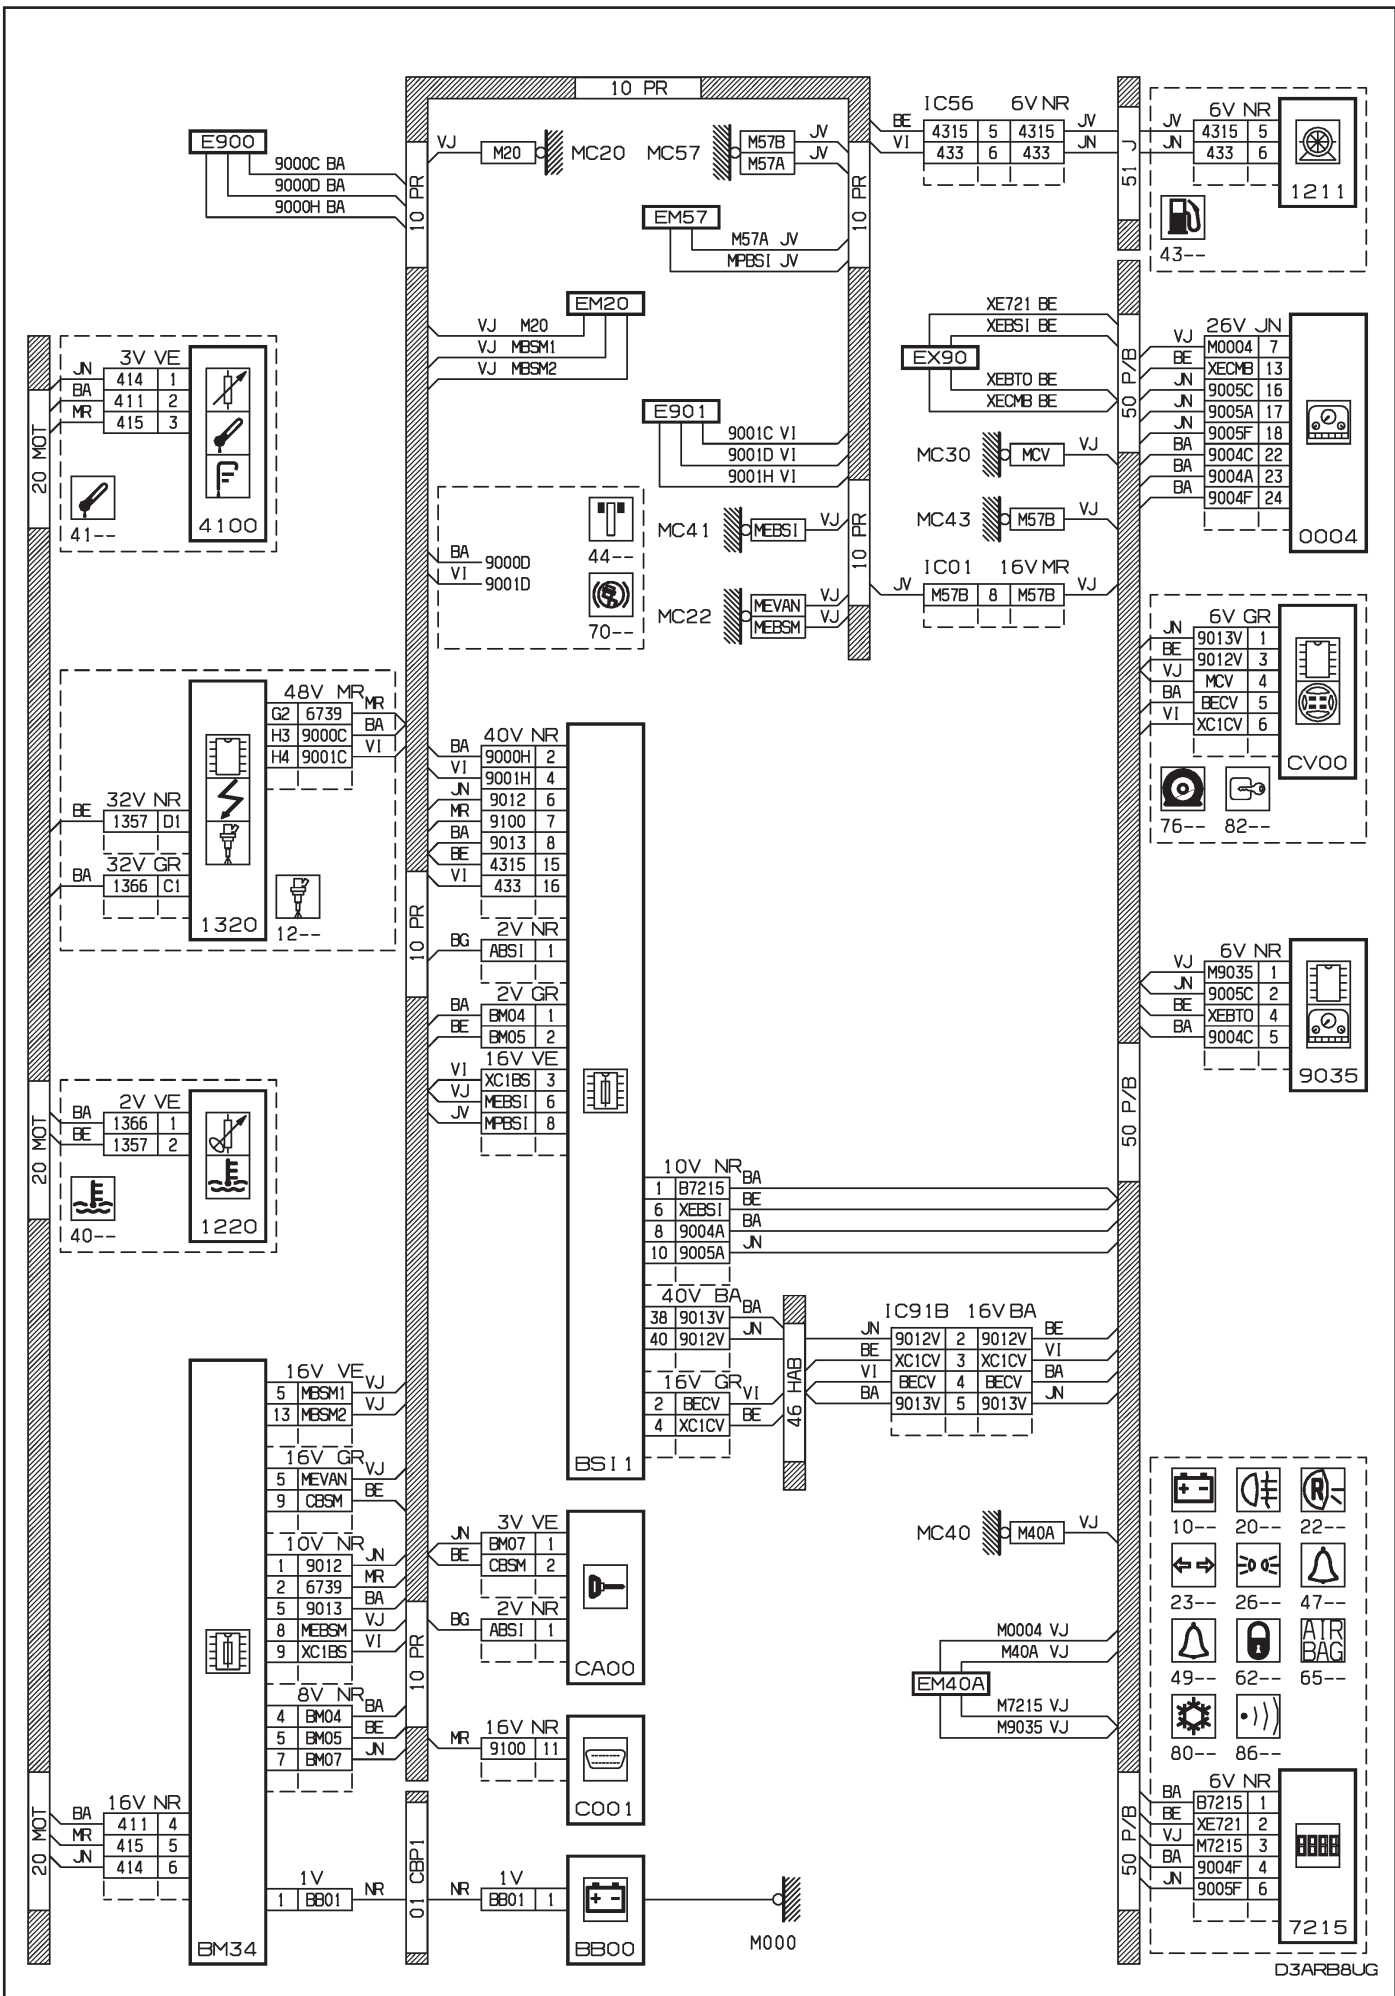 10 PR
E900
9000C BA
9000D BA
9000H BA
10 PR
VJ M20 MC20
MC57 M57B JV
M57A JV
10 PR
EM57
M57A JV
MPBSI JV
IC56 6V NR
BE 4315 5 4315 JV
VI 433 6 433 JN
51 J
6V NR
JV 4315 5
JN 433 6
1211
43--
EM20
VJ M20
VJ MBSM1
VJ MBSM2
XE721 BE
XEBSI BE
EX90
XEBTO BE
XECMB BE
50 P/B
26V JN
VJ M0004 7
BE XECMB 13
JN 9005C 16
JN 9005A 17
JN 9005F 18
BA 9004C 22
BA 9004A 23
BA 9004F 24
0004
20 MOT
3V VE
JN 414 1
BA 411 2
MR 415 3
4100
41--
E901
9001C VI
9001D VI
9001H VI
MC30 MCV VJ
MC43 M57B VJ
MC41 MEBSI VJ
10 PR
IC01 16V MR
JV M57B 8 M57B VJ
MC22 MEVAN VJ
MEBSM VJ
BA 9000D
VI 9001D
44--
70--
6V GR
JN 9013V 1
BE 9012V 3
VJ MCV 4
BA BECV 5
VI XC1CV 6
CV00
76-- 82--
48V MR
G2 6739 MR
H3 9000C BA
H4 9001C VI
32V NR
BE 1357 D1
32V GR
BA 1366 C1
1320
12--
40V NR
BA 9000H 2
VI 9001H 4
JN 9012 6
MR 9100 7
BA 9013 8
BE 4315 15
VI 433 16
10 PR
2V NR
BG ABSI 1
2V GR
BA BM04 1
BE BM05 2
16V VE
VI XC1BS 3
VJ MEBSI 6
JV MPBSI 8
6V NR
VJ M9035 1
JN 9005C 2
BE XEBTO 4
BA 9004C 5
9035
50 P/B
20 MOT
2V VE
BA 1366 1
BE 1357 2
1220
40--
10V NR
1 B7215 BA
6 XEBSI BE
8 9004A BA
10 9005A JN
40V BA
38 9013V BA
40 9012V JN
16V GR
2 BECV VI
4 XC1CV BE
BSI1
46 HAB
IC91B 16V BA
JN 9012V 2 9012V BE
BE XC1CV 3 XC1CV VI
VI BECV 4 BECV BA
BA 9013V 5 9013V JN
16V VE
5 MBSM1 VJ
13 MBSM2 VJ
16V GR
5 MEVAN VJ
9 CBSM BE
10V NR
1 9012 JN
2 6739 MR
5 9013 BA
8 MEBSM VJ
9 XC1BS VI
8V NR
4 BM04 BA
5 BM05 BE
7 BM07 JN
10 PR
3V VE
JN BM07 1
BE CBSM 2
2V NR
BG ABSI 1
CA00
16V NR
MR 9100 11
C001
MC40 M40A VJ
M0004 VJ
M40A VJ
EM40A
M7215 VJ
M9035 VJ
+ -
R
10-- 20-- 22--
23-- 26-- 47--
AIR
BAG
49-- 62-- 65--
80-- 86--
50 P/B
6V NR
BA B7215 1
BE XE721 2
VJ M7215 3
BA 9004F 4
JN 9005F 6
8888
7215
20 MOT
16V NR
BA 411 4
MR 415 5
JN 414 6
1V
1 BB01 NR
BM34
01 CBP1
1V
NR BB01 1
+ -
BB00
M000
D3ARB8UG